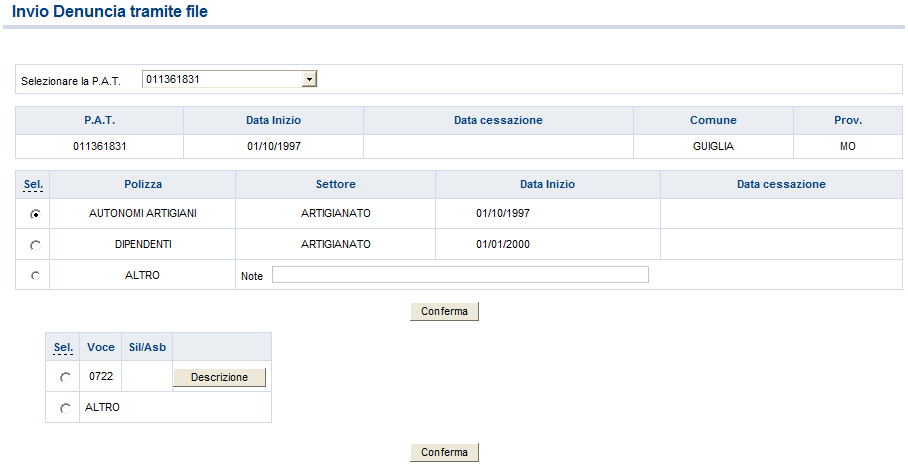 Invio Denuncia tramite file
Selezionare la P.A.T. 011361831
P.A.T. Data Inizio Data cessazione Comune Prov.
011361831 01/10/1997 GUIGLIA MO
Sel. Polizza Settore Data Inizio Data cessazione
AUTONOMI ARTIGIANI ARTIGIANATO 01/10/1997
DIPENDENTI ARTIGIANATO 01/01/2000
ALTRO Note
Conferma
Sel. Voce Sil/Asb
0722 Descrizione
ALTRO
Conferma